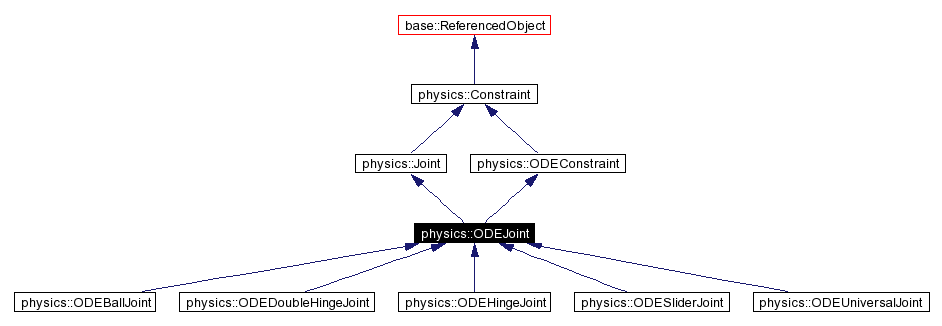 base::ReferencedObject
physics::Constraint
physics::Joint
physics::ODEConstraint
physics::ODEJoint
physics::ODEBallJoint
physics::ODEDoubleHingeJoint
physics::ODEHingeJoint
physics::ODESliderJoint
physics::ODEUniversalJoint